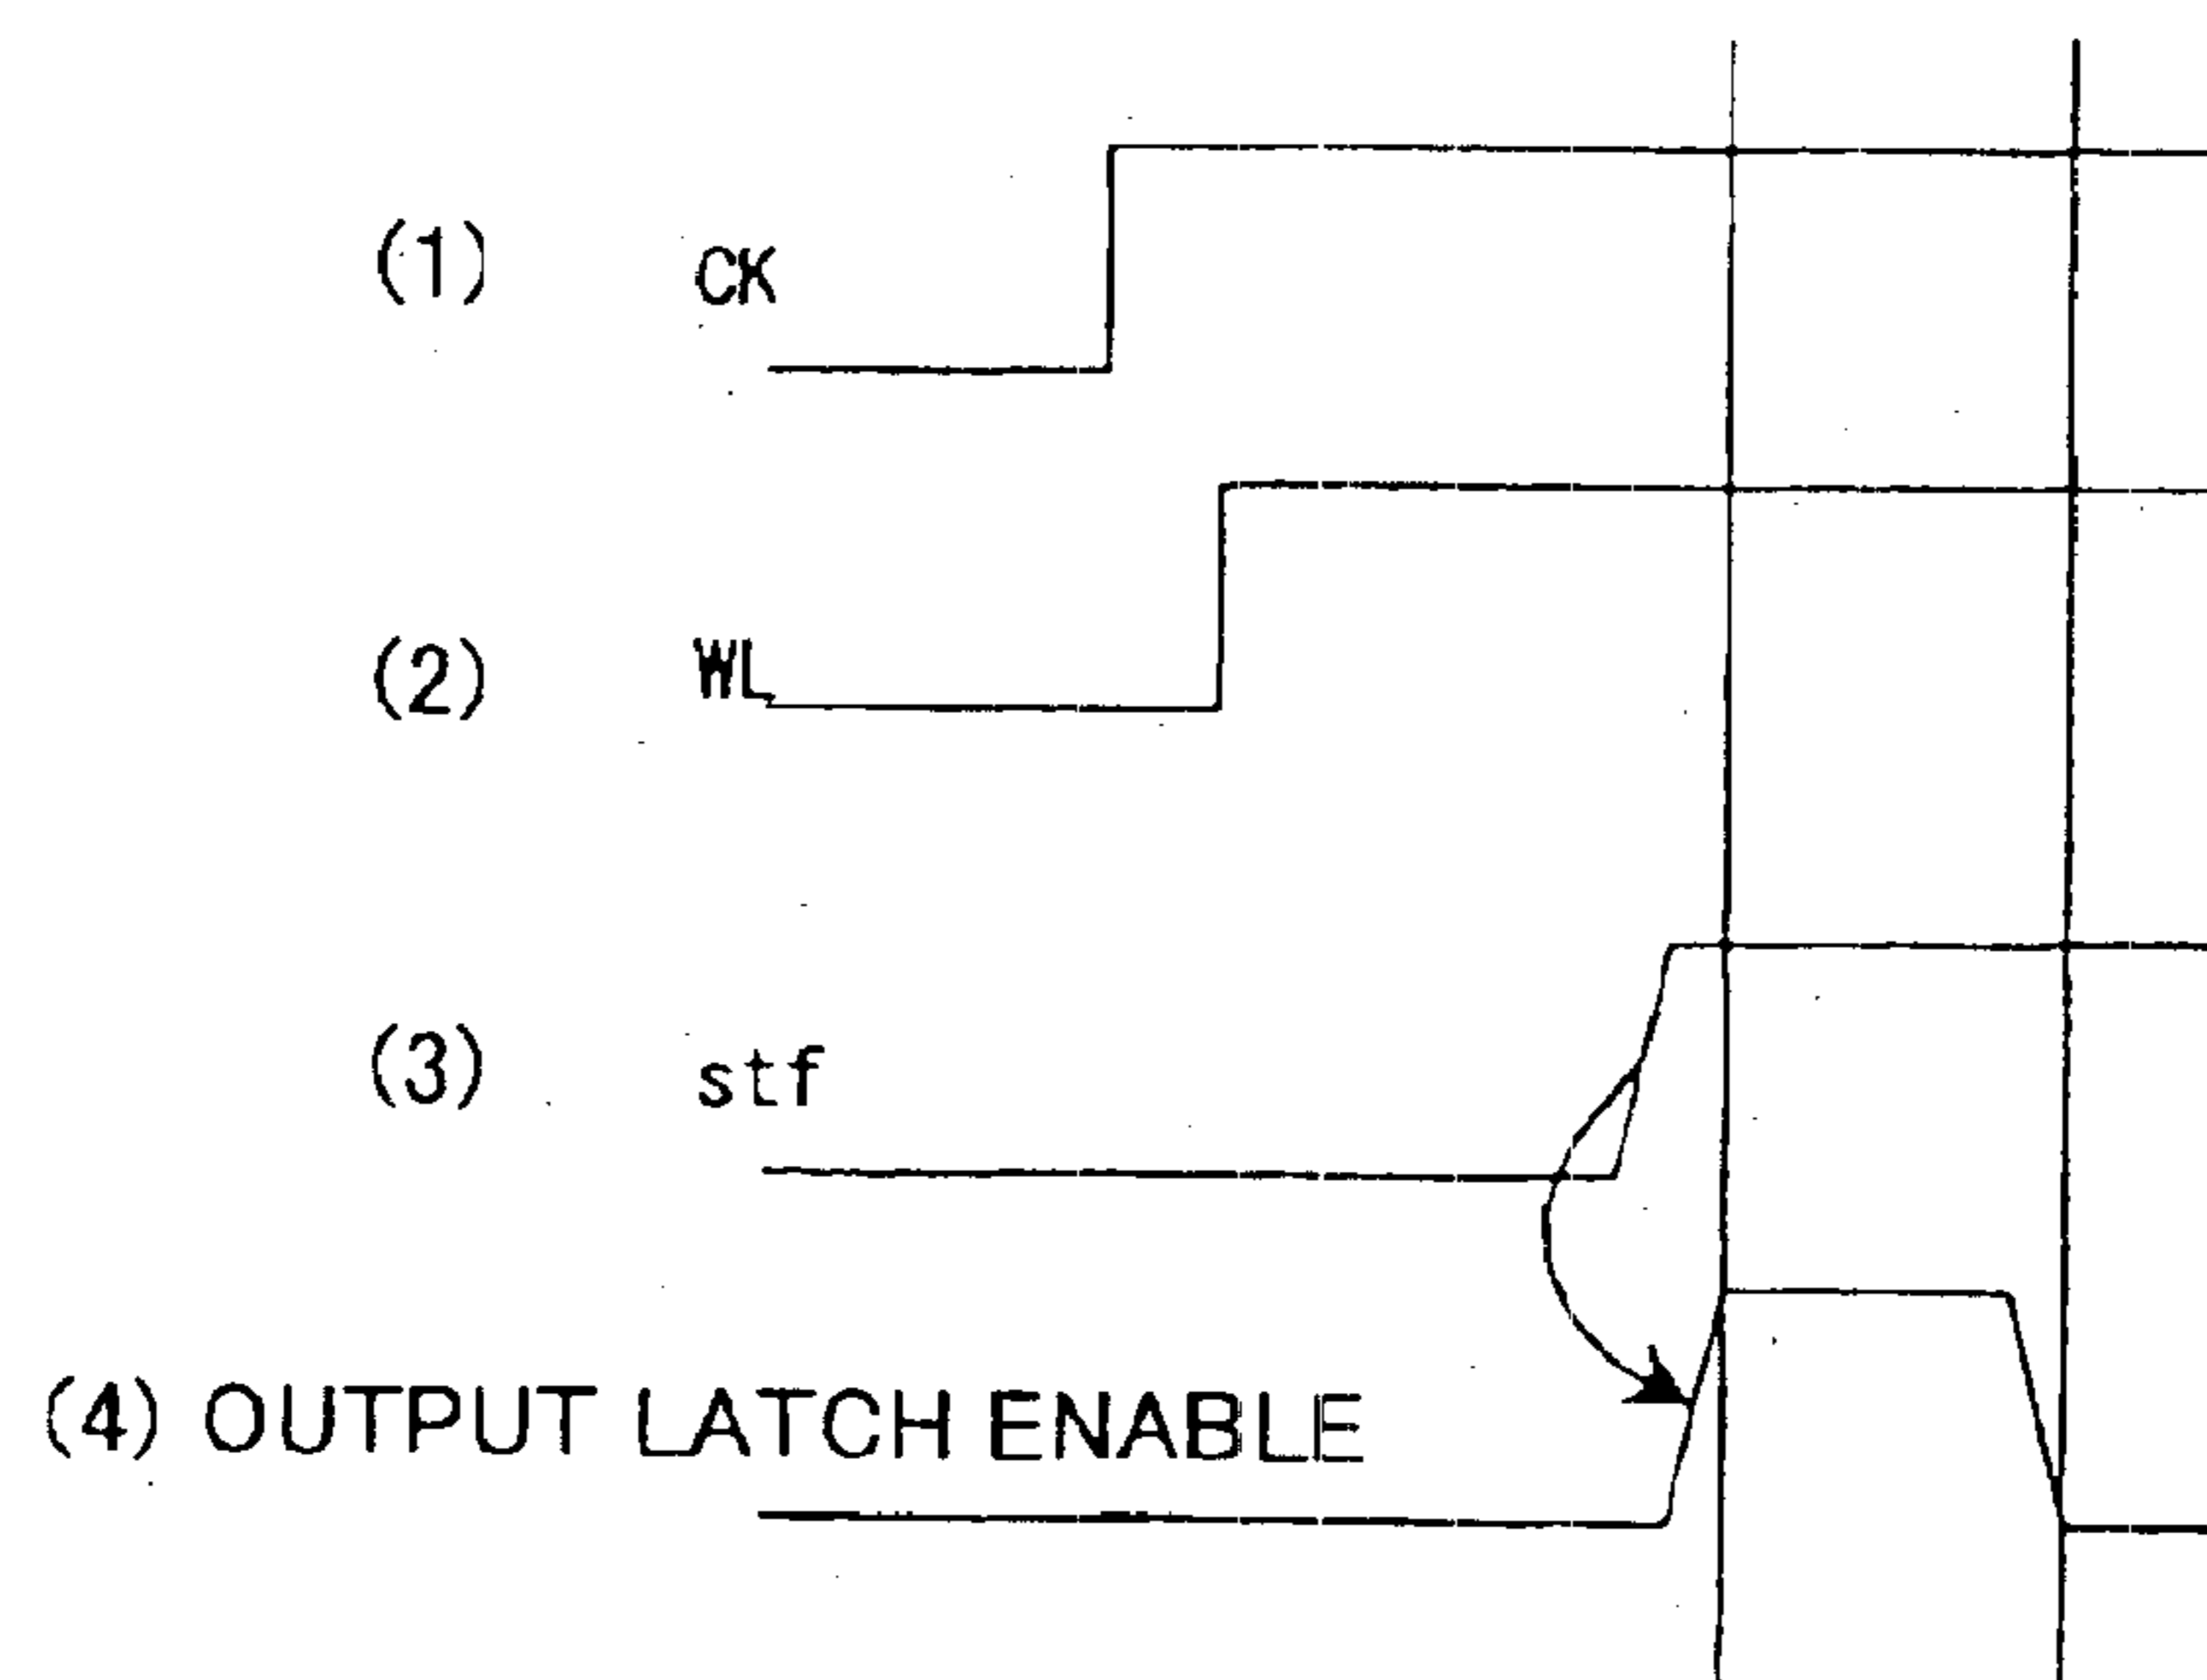 (1) CK
(2) WL
(3) stf
(4) OUTPUT LATCH ENABLE